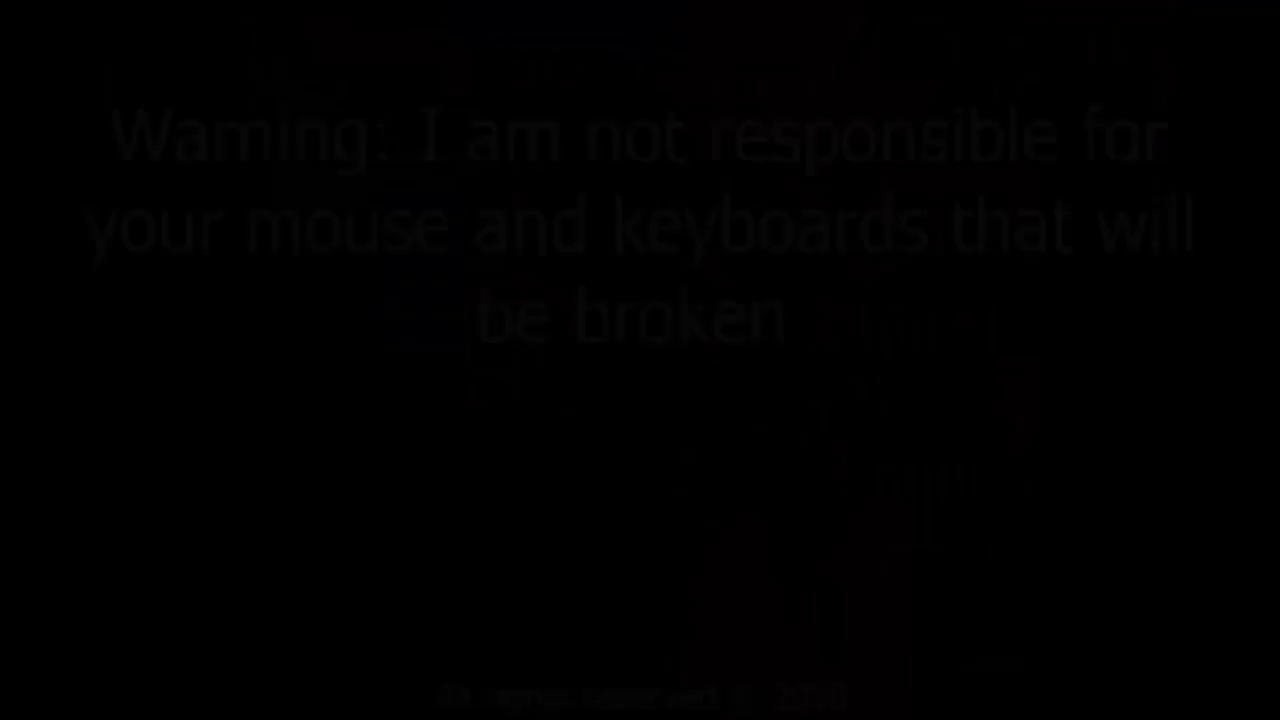 Warning: I am not responsible for
your mouse and keyboards that will
be broken